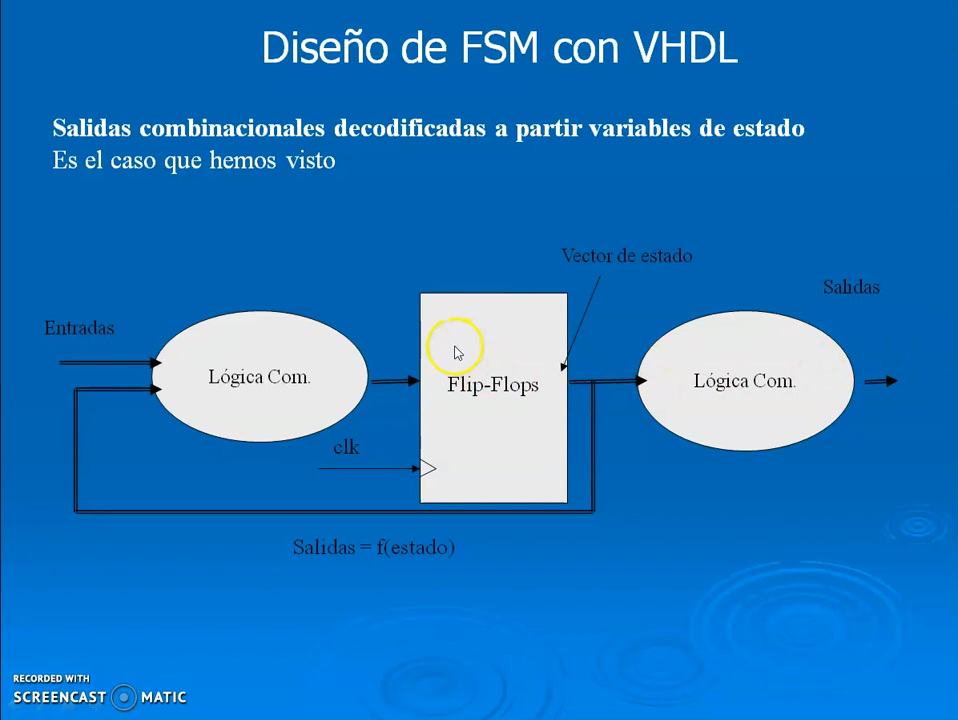 Diseño de FSM con VHDL
Salidas combinacionales decodificadas a partir variables de estado
Es el caso que hemos visto
Vector de estado
Salidas
Entradas
Lógica Com.
Flip-Flops
Lógica Com.
clk
Salidas = f(estado)
RECORDED WITH
SCREENCAST MATIC